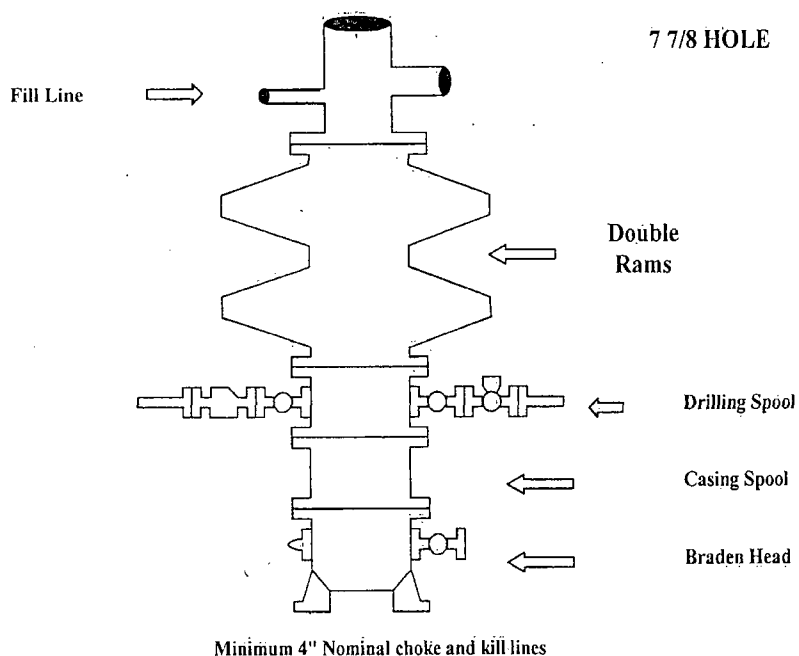 7 7/8 HOLE
Fill Line
Double
Rams
Drilling Spool
Casing Spool
Braden Head
Minimum 4" Nominal choke and kill lines